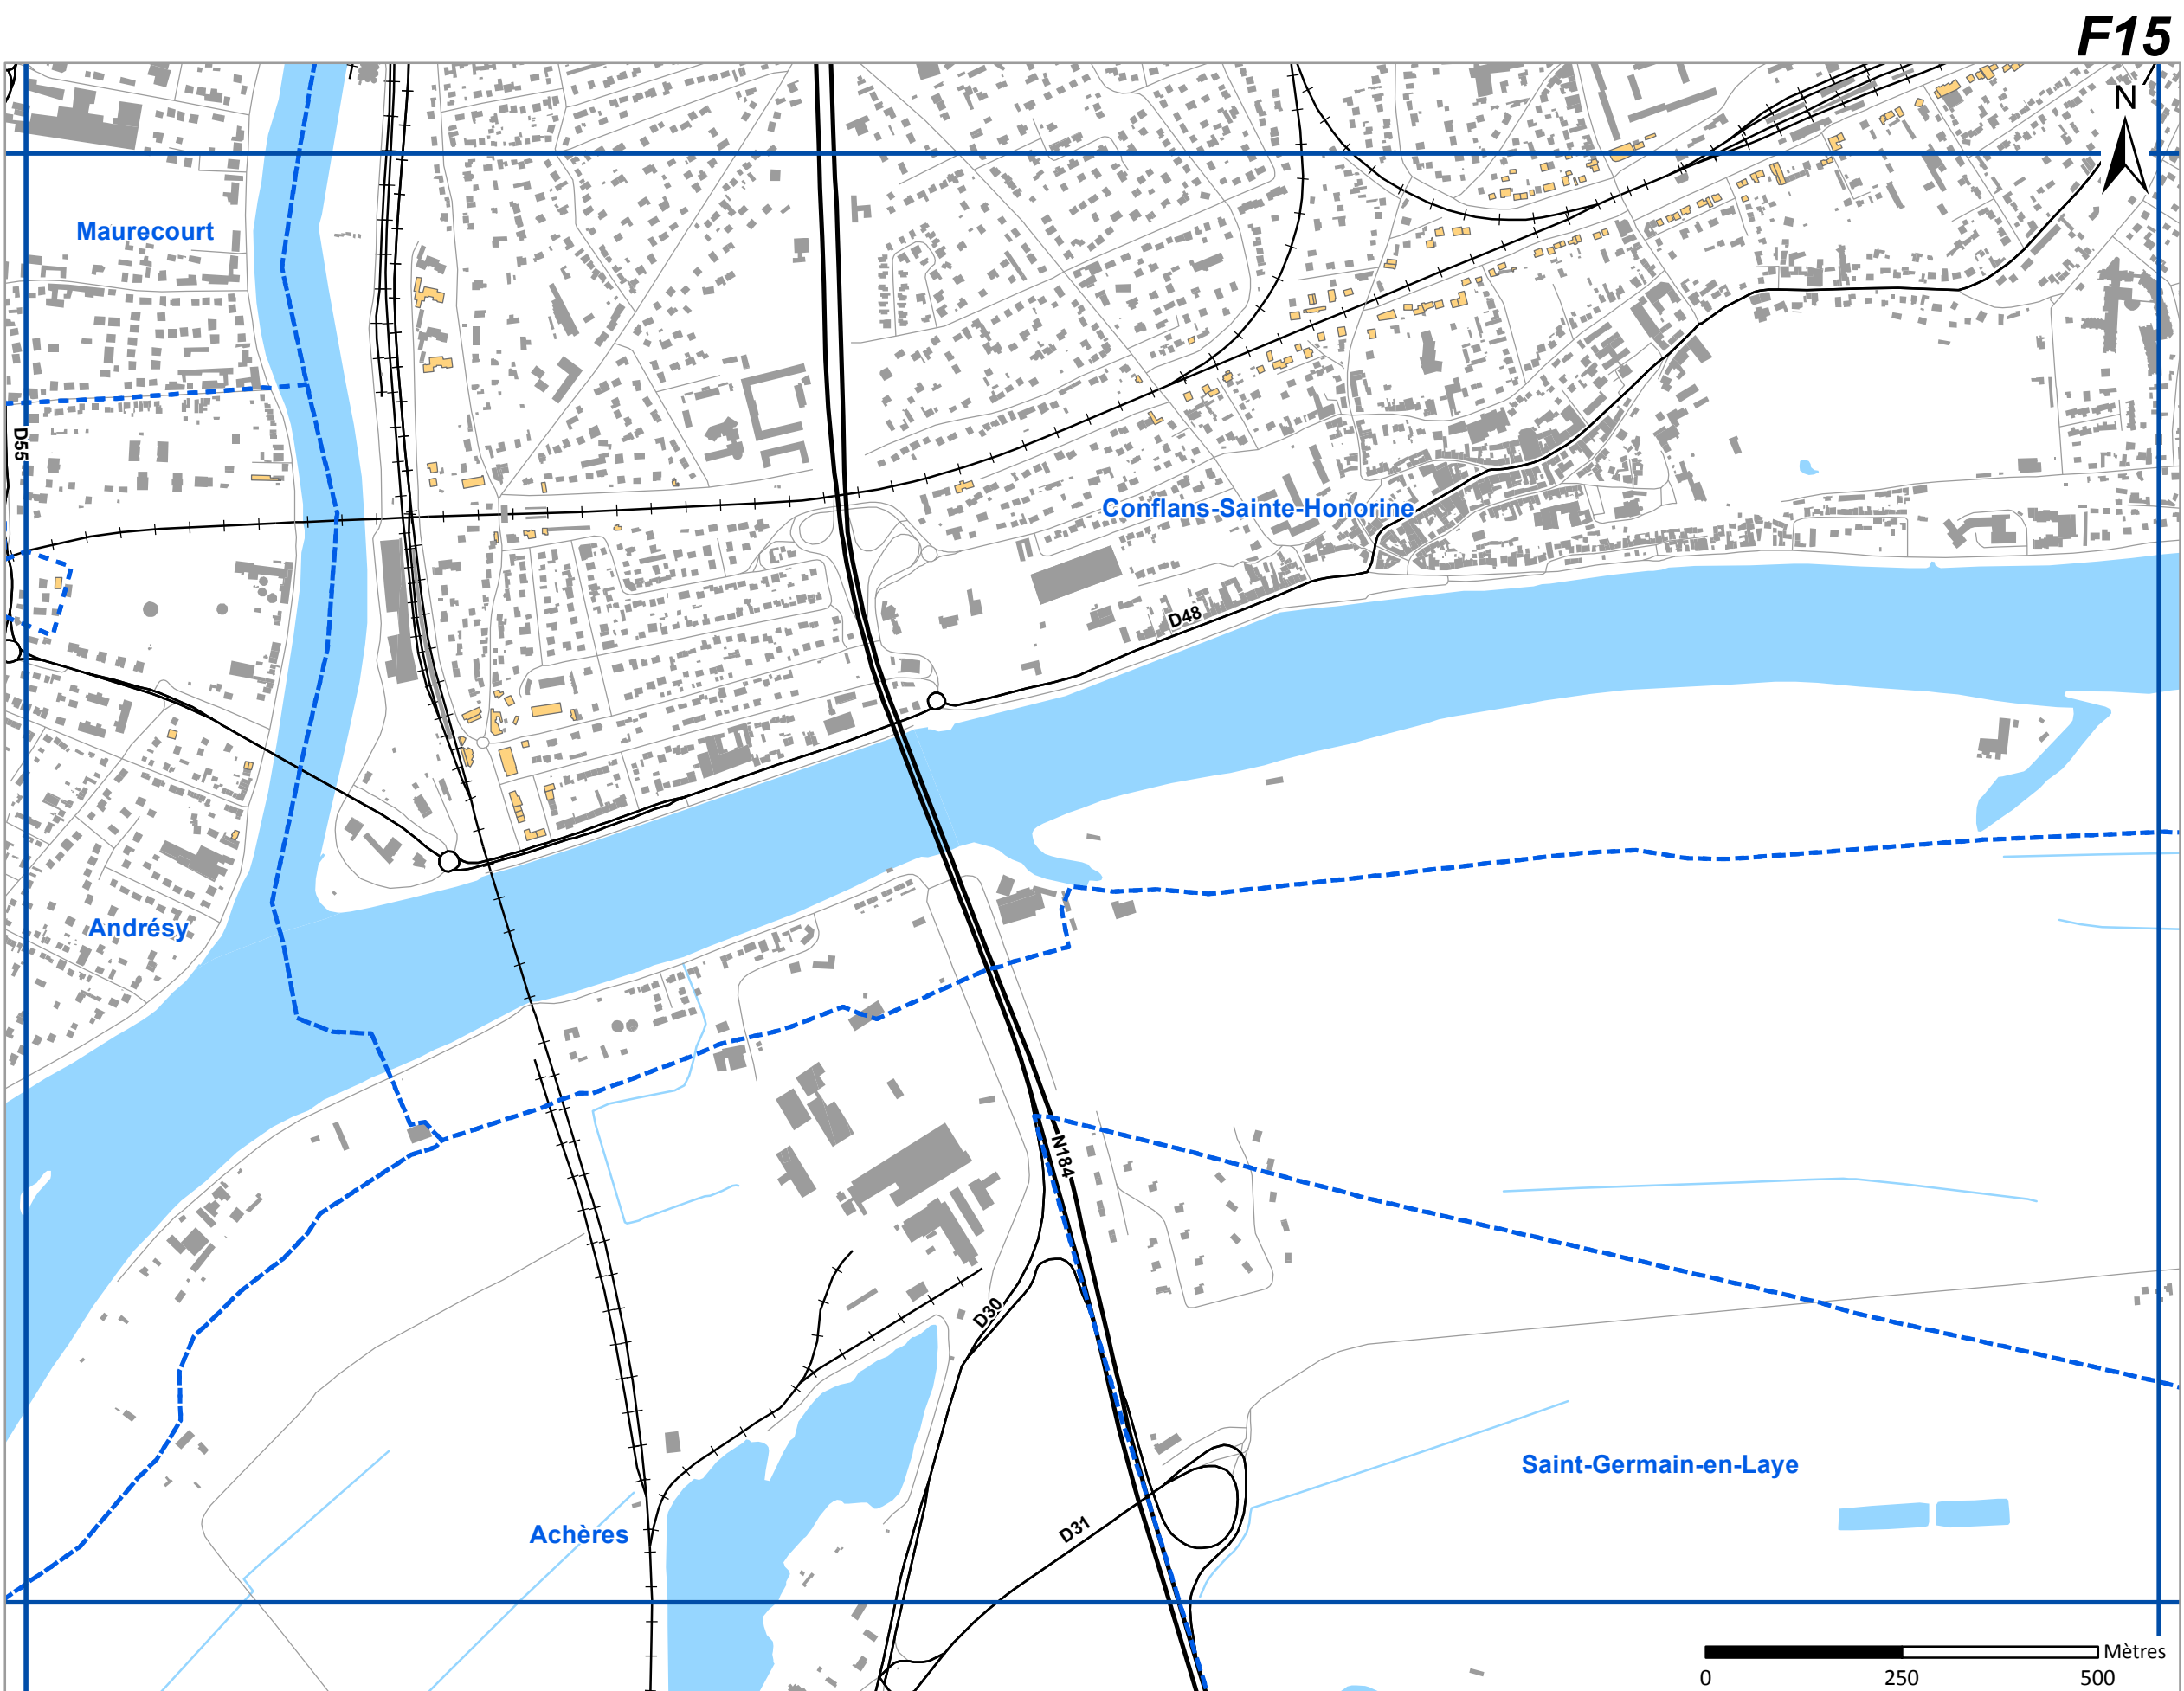 F15
N
Maurecourt
D55
Conflans-Sainte-Honorine
D48
Andrésy
N184
D30
Saint-Germain-en-Laye
D31
Achères
Mètres
0 250 500